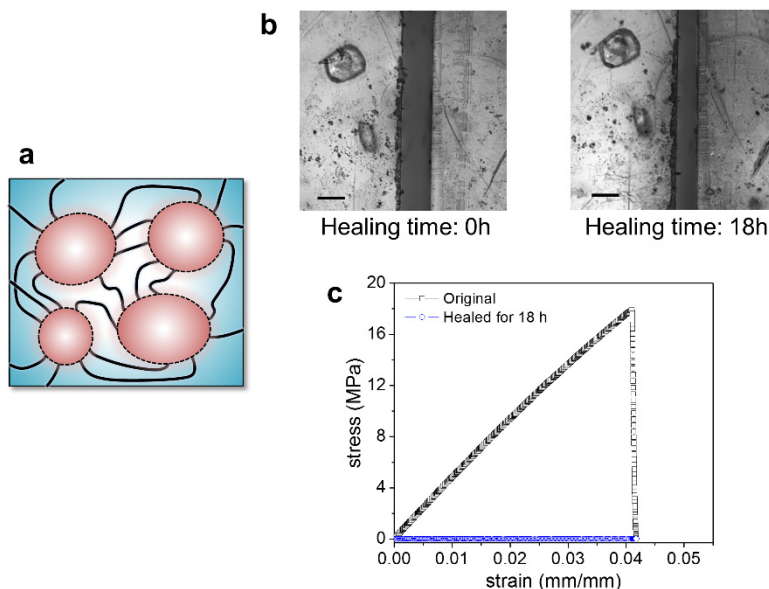 b
Healing time: 0h
Healing time: 18h
a
c
Original
Healed for 18 h
20
16
12
8
4
0
stress (MPa)
0.00 0.01 0.02 0.03 0.04 0.05
strain (mm/mm)